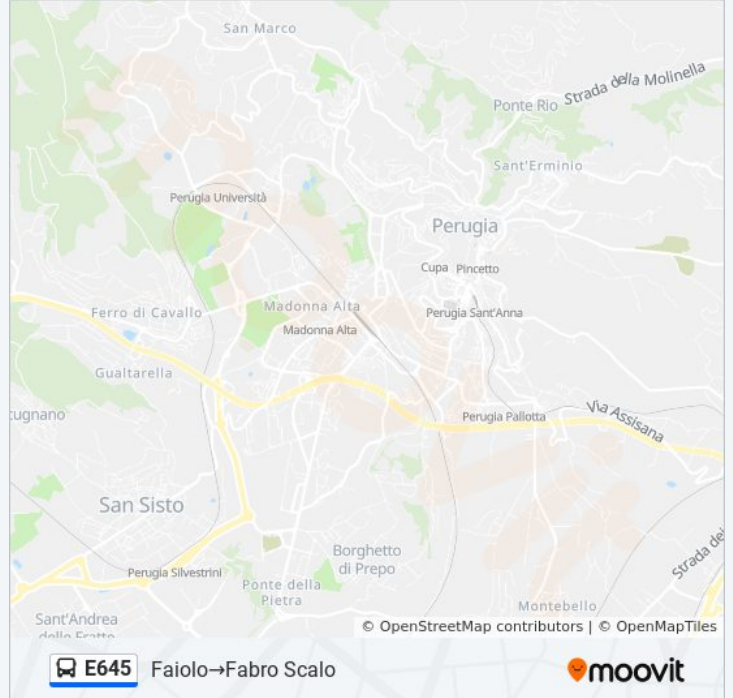 San Marco
Strada della Molinella
Ponte Rio
Sant'Erminio
Perugia Università
Perugia
Cupa
Pincetto
Ferro di Cavallo
Madonna Alta
Perugia Sant'Anna
Madonna Alta
Gualtarella
cugnano
Perugia Pallotta
Via Assisana
San Sisto
Borghetto
di Prepo
Perugia Silvestrini
Ponte della
Pietra
Strada dei
Montebello
Sant'Andrea
delle Fratte
© OpenStreetMap contributors | © OpenMapTiles
E645 Faiolo→Fabro Scalo
moovit